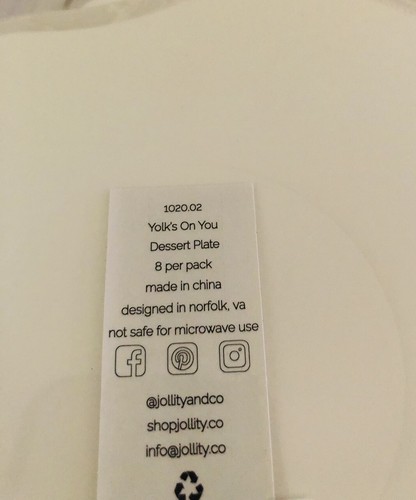 1020.02
Yolk's On You
Dessert Plate
8 per pack
made in china
designed in norfolk, va
not safe for microwave use
@jollityandco
shopjollity.co
info@jollity.co